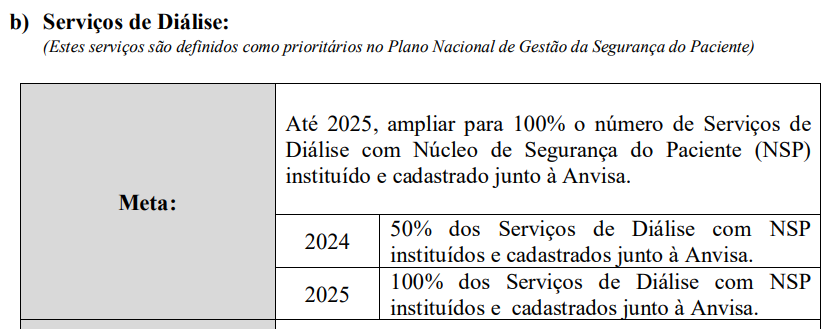 b) Serviços de Diálise:
(Estes serviços são definidos como prioritários no Plano Nacional de Gestão da Segurança do Paciente)
Meta:
Até 2025, ampliar para 100% o número de Serviços de
Diálise com Núcleo de Segurança do Paciente (NSP)
instituído e cadastrado junto à Anvisa.
2024
50% dos Serviços de Diálise com NSP
instituídos e cadastrados junto à Anvisa.
2025
100% dos Serviços de Diálise com NSP
instituídos e cadastrados junto à Anvisa.